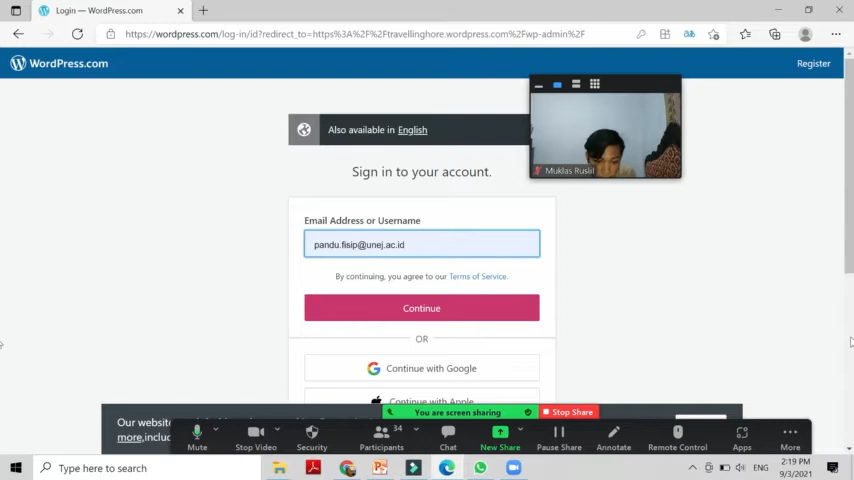 Login — WordPress.com
https://wordpress.com/log-in/id?redirect_to=https%3A%2F%2Ftravellinghore.wordpress.com%2Fwp-admin%2F
WordPress.com
Register
Also available in English
Muklas Ruslil
Sign in to your account.
Email Address or Username
pandu.fisip@unej.ac.id
By continuing, you agree to our Terms of Service.
Continue
OR
Continue with Google
Continue with Apple
You are screen sharing
Stop Share
Our website
more, inclu
34
Mute
Stop Video
Security
Participants
Chat
New Share
Pause Share
Annotate
Remote Control
Apps
More
Type here to search
ENG
2:19 PM
9/3/2021